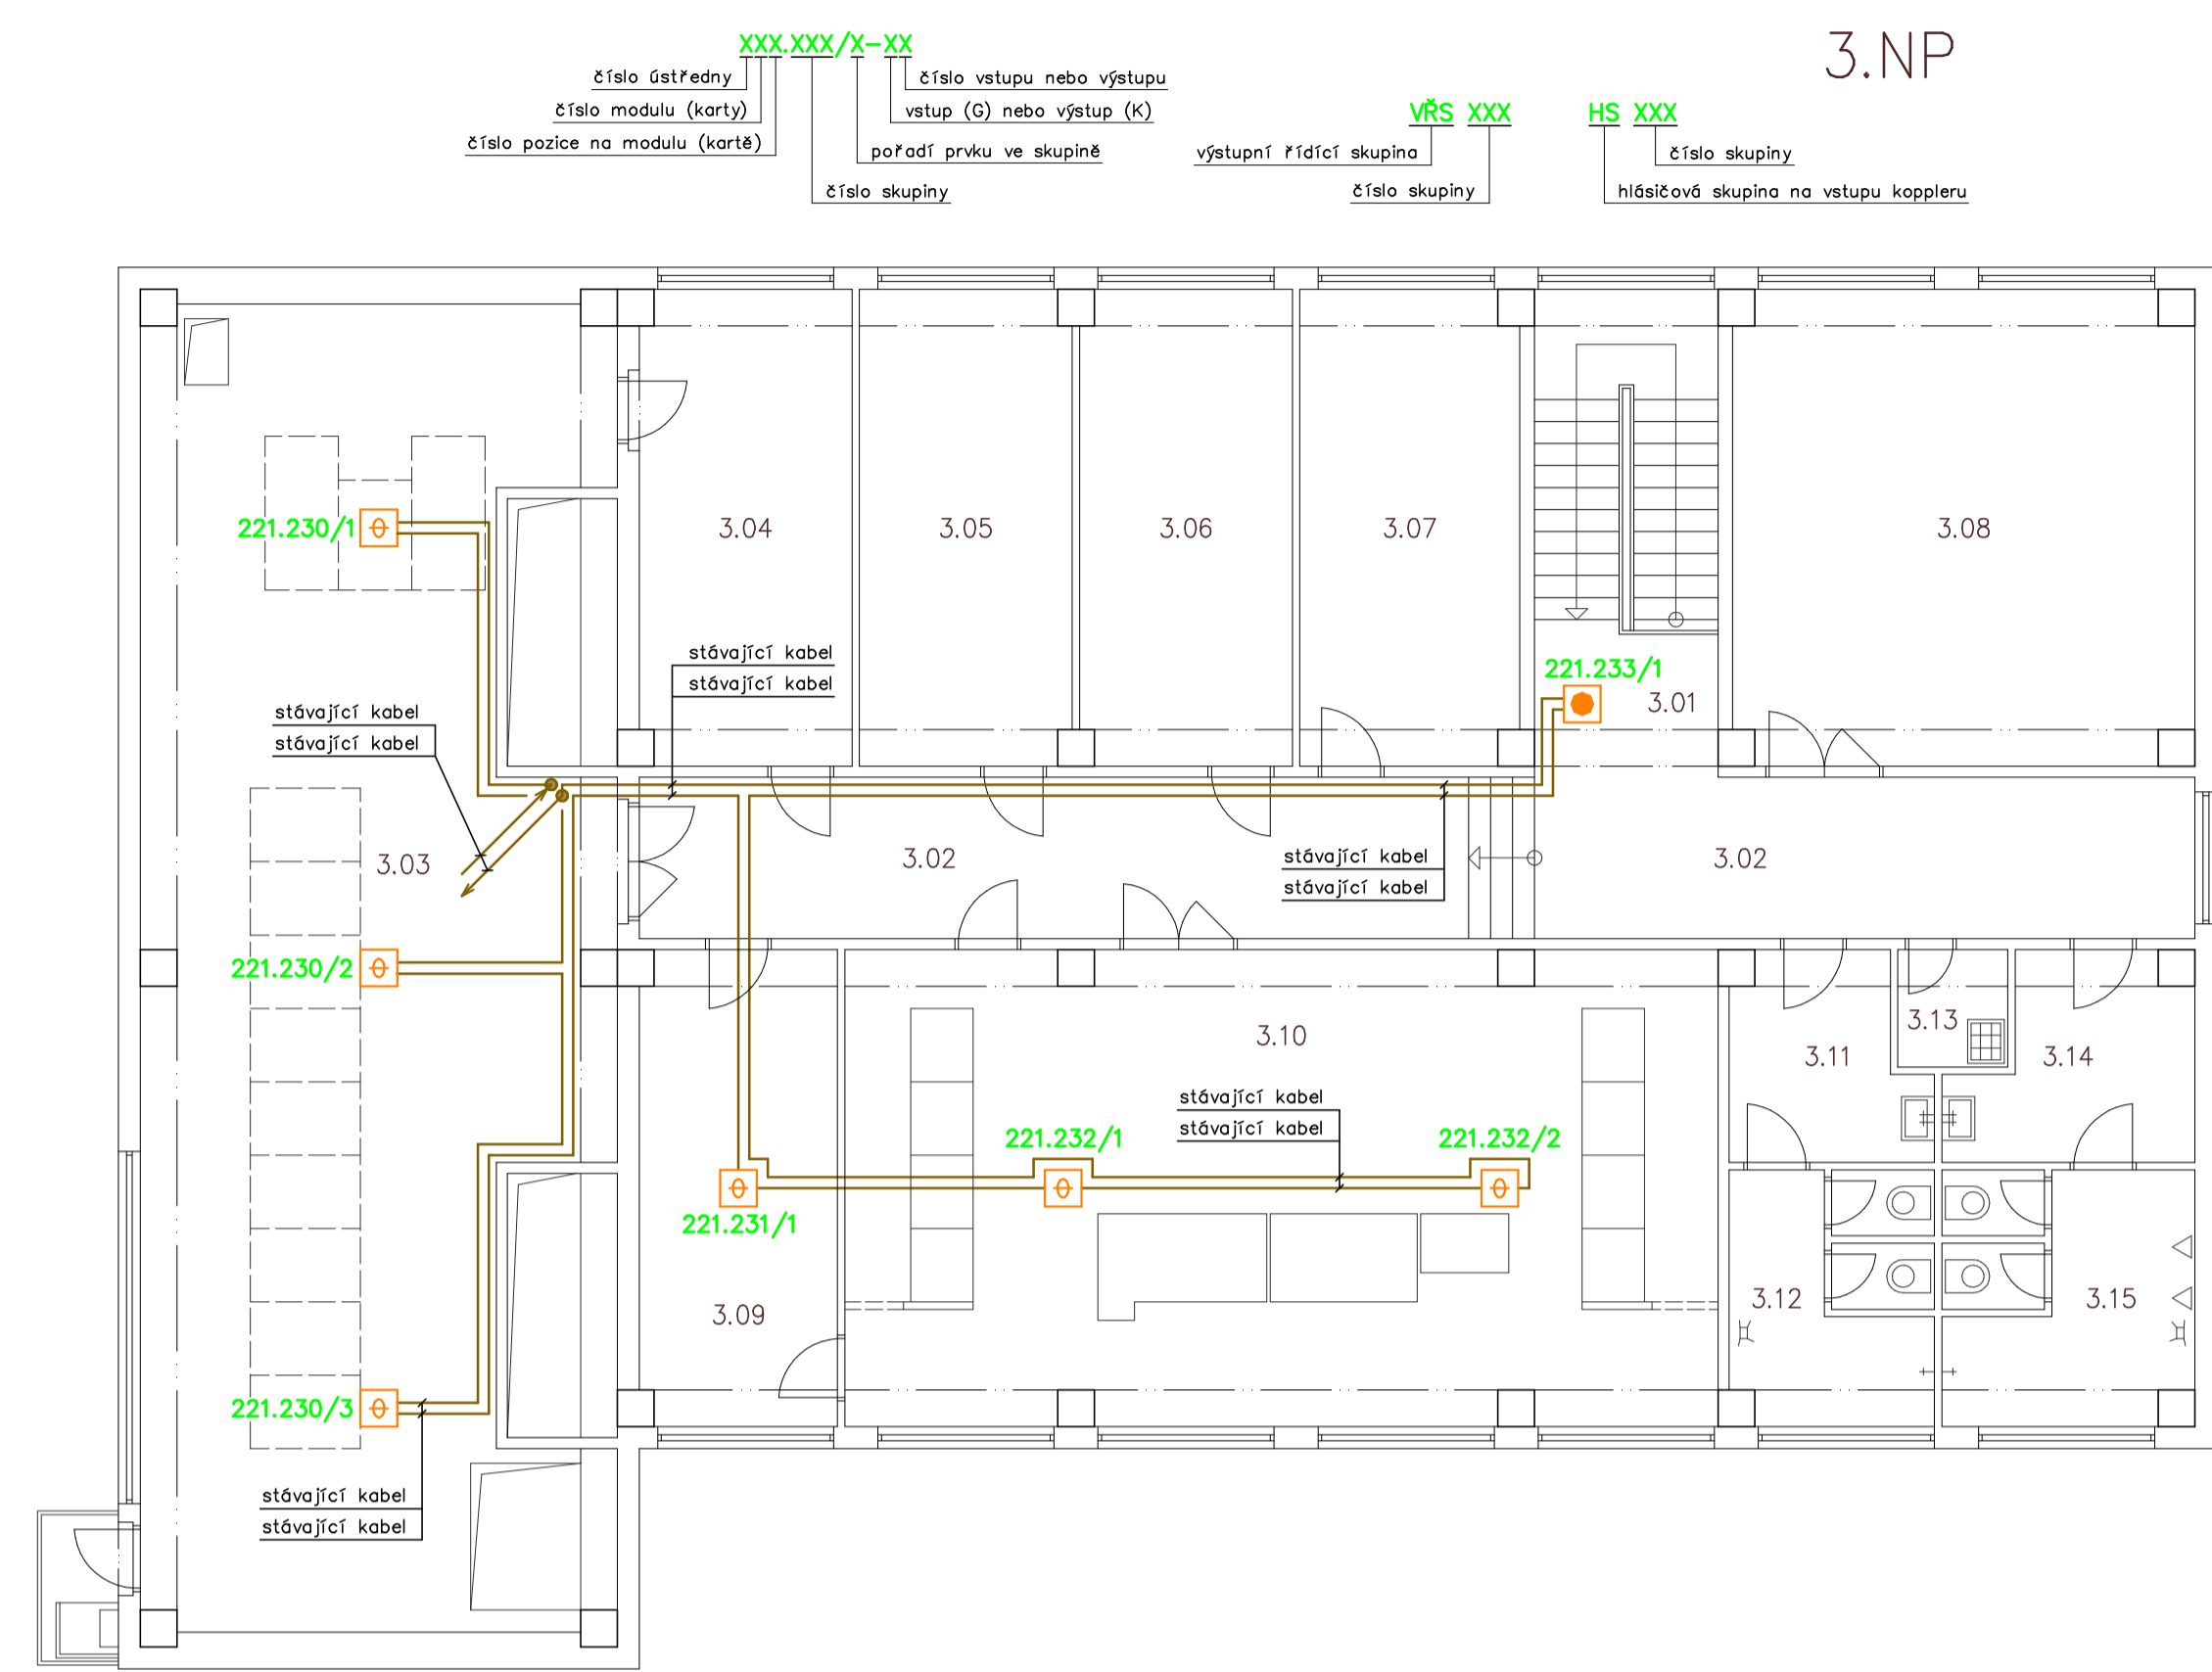 3.NP
XXX.XXX/X-XX
číslo ústředny
číslo vstupu nebo výstupu
číslo modulu (karty)
vstup (G) nebo výstup (K)
číslo pozice na modulu (kartě)
pořadí prvku ve skupině
číslo skupiny
VŘS XXX
výstupní řídící skupina
číslo skupiny
HS XXX
číslo skupiny
hlásičová skupina na vstupu koppleru
221.230/1
3.04
3.05
3.06
3.07
3.08
stávající kabel
stávající kabel
221.233/1
3.01
stávající kabel
stávající kabel
3.03
3.02
stávající kabel
stávající kabel
3.02
221.230/2
3.10
3.13
3.11
3.14
stávající kabel
stávající kabel
221.232/1
221.232/2
221.231/1
3.09
3.12
3.15
221.230/3
stávající kabel
stávající kabel